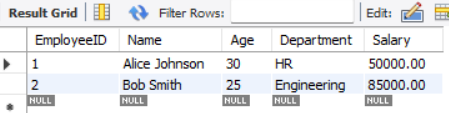 Result Grid Filter Rows: Edit:
EmployeeID Name Age Department Salary
1 Alice Johnson 30 HR 50000.00
2 Bob Smith 25 Engineering 85000.00
NULL NULL NULL NULL NULL